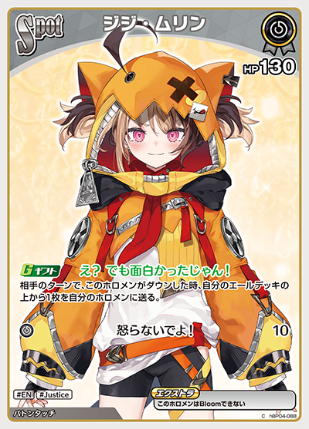 Spot
ジジ・ムリン
HP130
Gギフト え？でも面白かったじゃん！
相手のターンで、このホロメンがダウンした時、自分のエールデッキの
上から1枚を自分のホロメンに送る。
怒らないでよ！ 10
#EN #Justice
エクストラ
このホロメンはBloomできない
バトンタッチ
C hBP04-088